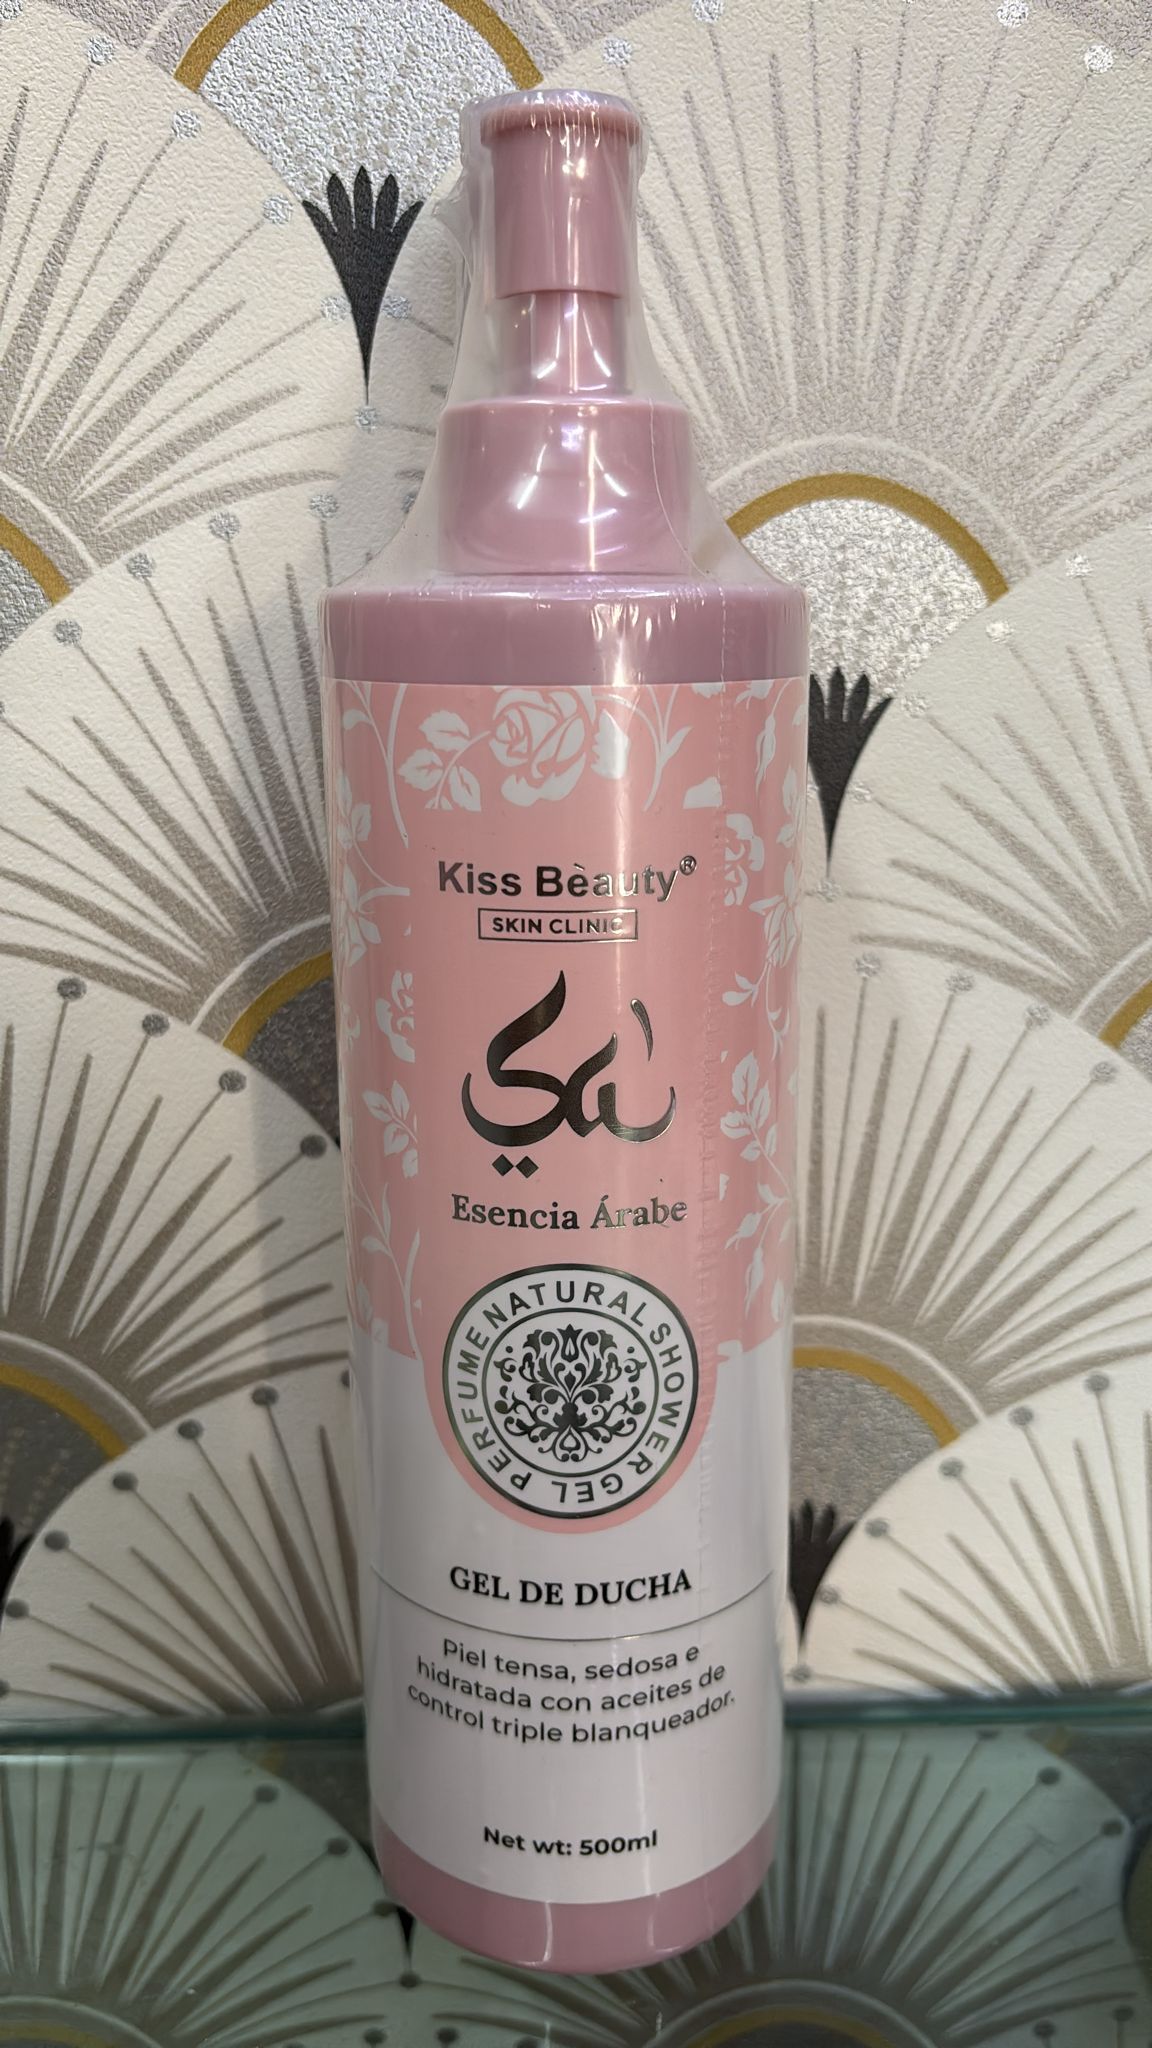 Kiss Bèauty®
SKIN CLINIC
Esencia Árabe
PERFUME NATURAL SHOWER GEL
GEL DE DUCHA
Piel tensa, sedosa e
hidratada con aceites de
control triple blanqueador.
Net wt: 500ml